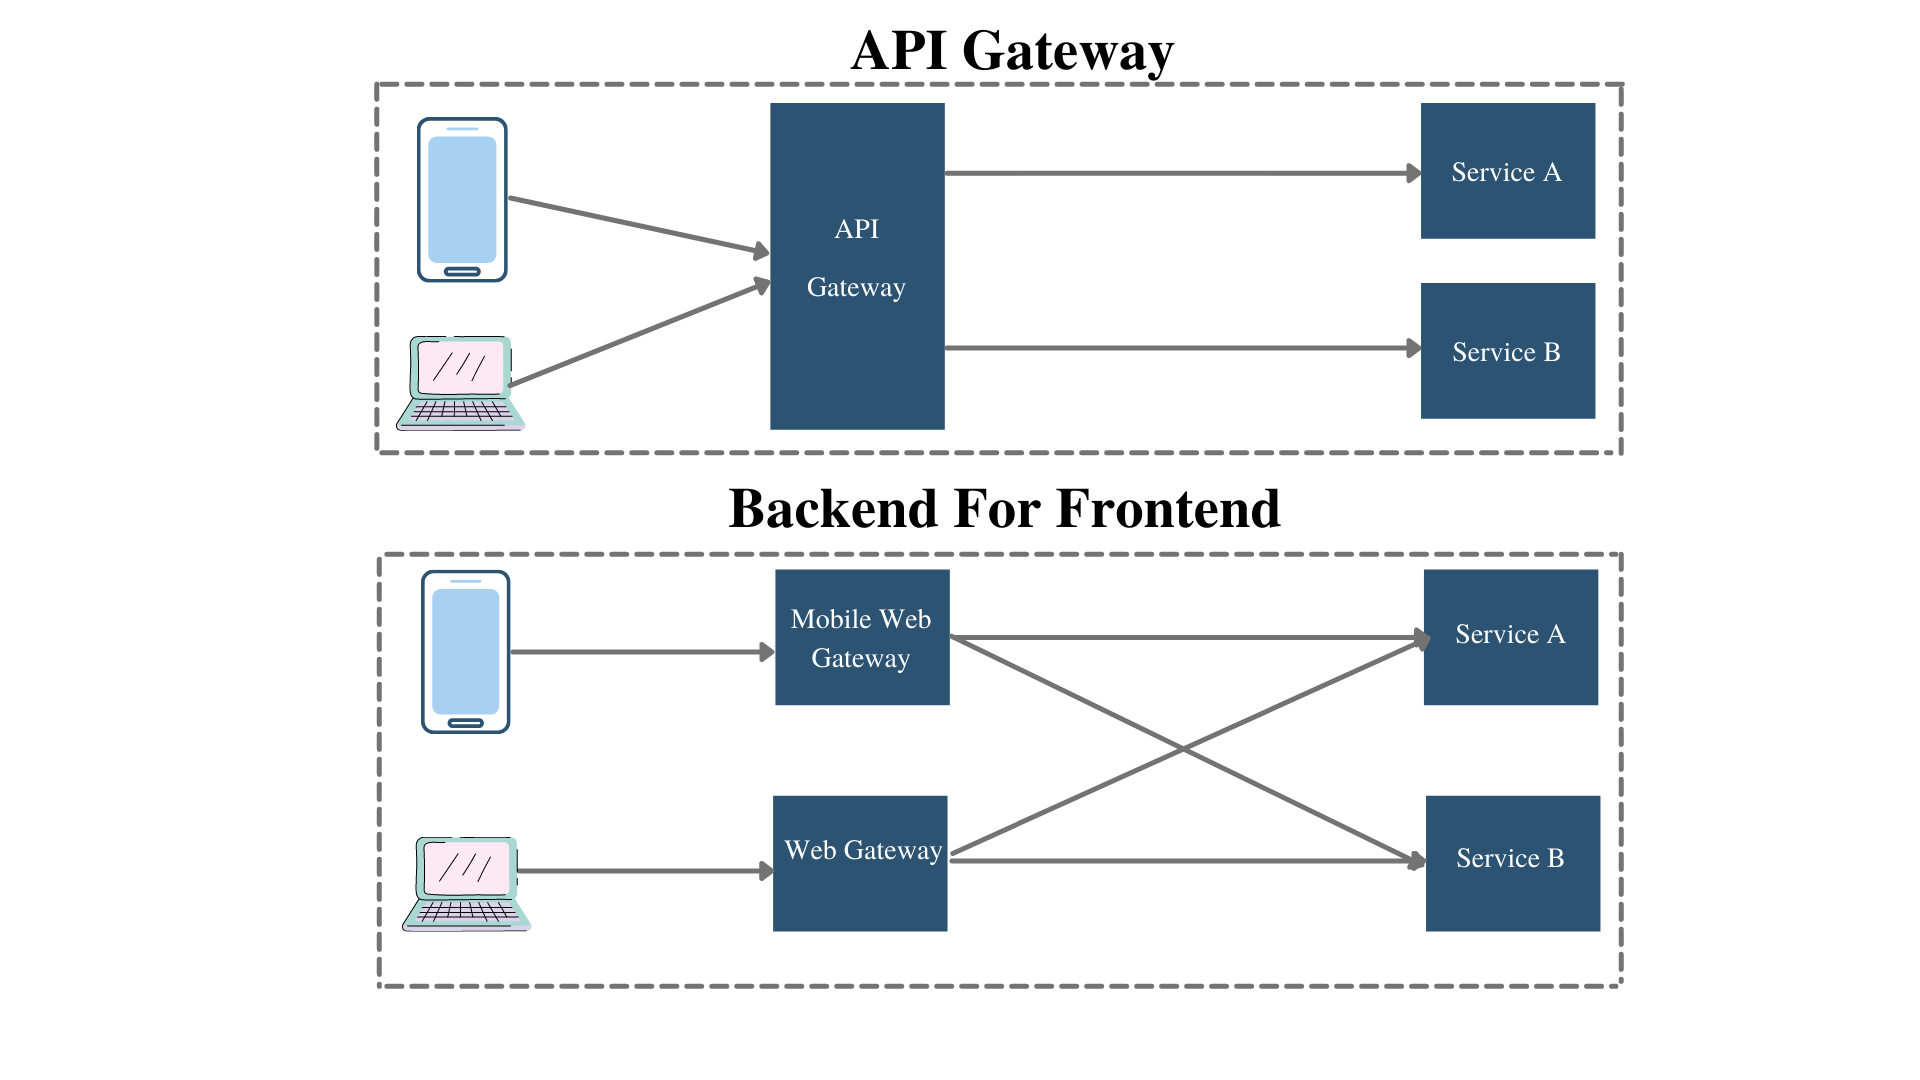 API Gateway
API
Gateway
Service A
Service B
Backend For Frontend
Mobile Web
Gateway
Service A
Web Gateway
Service B